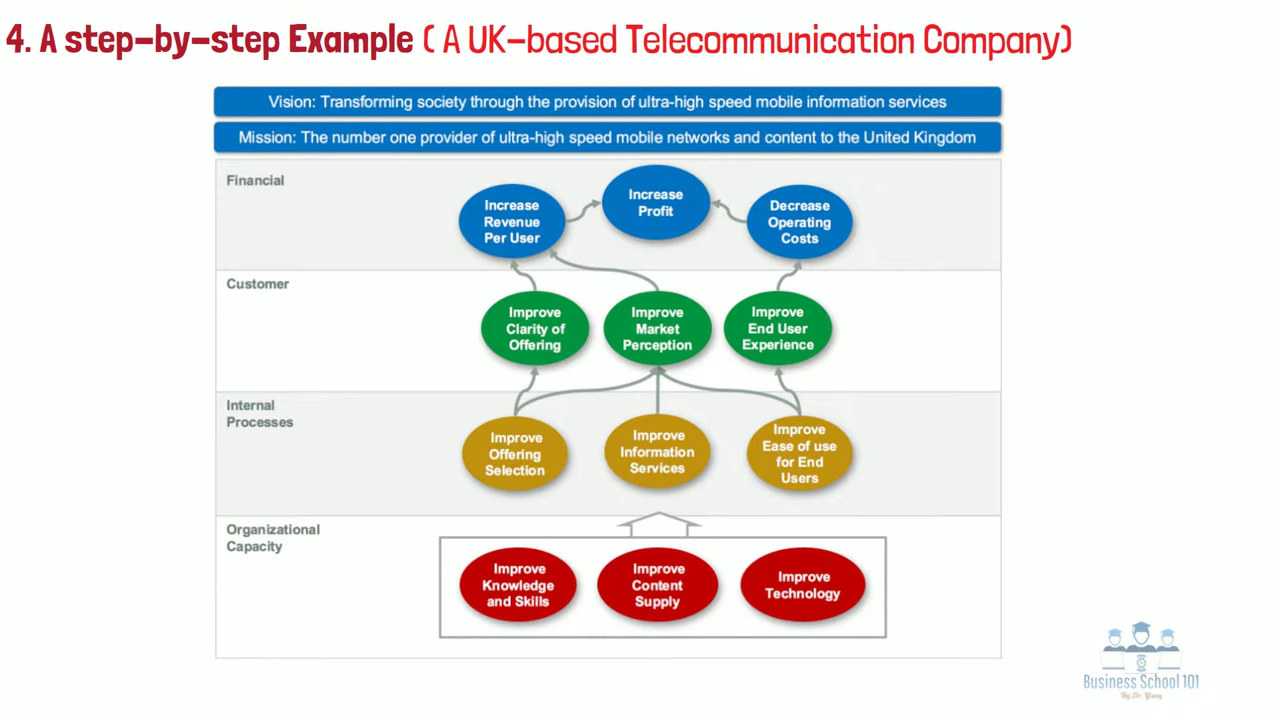 4. A step-by-step Example ( A UK-based Telecommunication Company)
Vision: Transforming society through the provision of ultra-high speed mobile information services
Mission: The number one provider of ultra-high speed mobile networks and content to the United Kingdom
Financial
Increase
Revenue
Per User
Increase
Profit
Decrease
Operating
Costs
Customer
Improve
Clarity of
Offering
Improve
Market
Perception
Improve
End User
Experience
Internal
Processes
Improve
Offering
Selection
Improve
Information
Services
Improve
Ease of use
for End
Users
Organizational
Capacity
Improve
Knowledge
and Skills
Improve
Content
Supply
Improve
Technology
Business School 101
By Dr. Yang